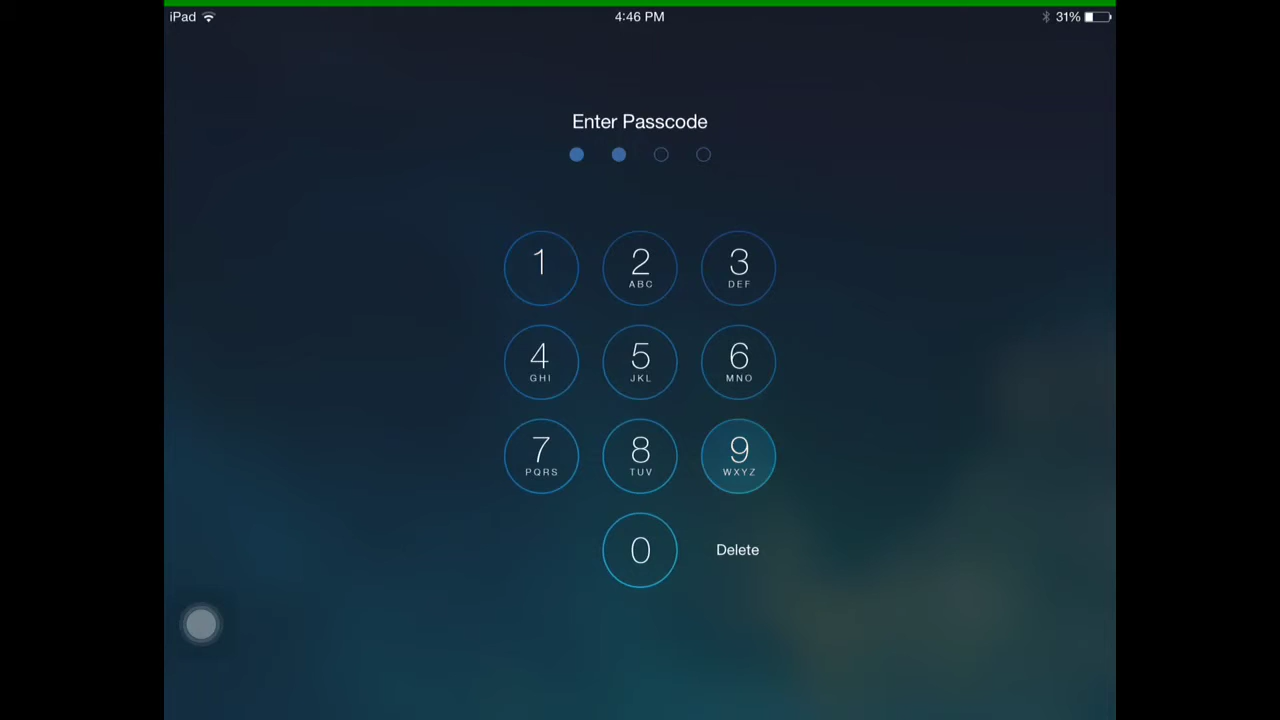 iPad 4:46 PM 31%
Enter Passcode
1 2 3
ABC DEF
4 5 6
GHI JKL MNO
7 8 9
PQRS TUV WXYZ
0 Delete